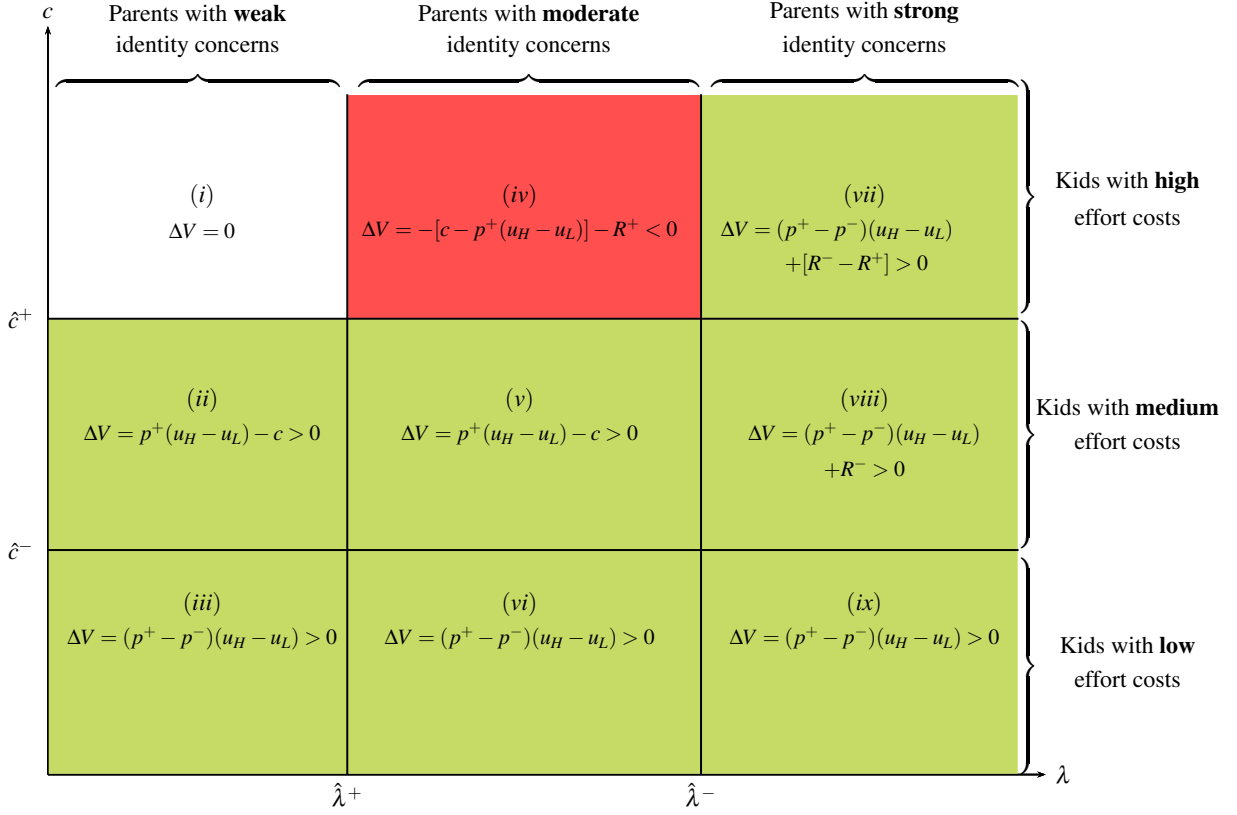 c
Parents with weak
identity concerns
Parents with moderate
identity concerns
Parents with strong
identity concerns
(i)
ΔV = 0
(iv)
ΔV = −[c − p⁺(u_H − u_L)] − R⁺ < 0
(vii)
ΔV = (p⁺ − p⁻)(u_H − u_L)
+[R⁻ − R⁺] > 0
Kids with high
effort costs
ĉ⁺
(ii)
ΔV = p⁺(u_H − u_L) − c > 0
(v)
ΔV = p⁺(u_H − u_L) − c > 0
(viii)
ΔV = (p⁺ − p⁻)(u_H − u_L)
+R⁻ > 0
Kids with medium
effort costs
ĉ⁻
(iii)
ΔV = (p⁺ − p⁻)(u_H − u_L) > 0
(vi)
ΔV = (p⁺ − p⁻)(u_H − u_L) > 0
(ix)
ΔV = (p⁺ − p⁻)(u_H − u_L) > 0
Kids with low
effort costs
λ̂⁺
λ̂⁻
λ